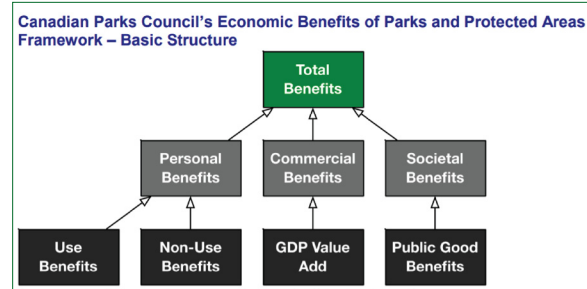 Canadian Parks Council's Economic Benefits of Parks and Protected Areas
Framework – Basic Structure
Total
Benefits
Personal
Benefits
Commercial
Benefits
Societal
Benefits
Use
Benefits
Non-Use
Benefits
GDP Value
Add
Public Good
Benefits